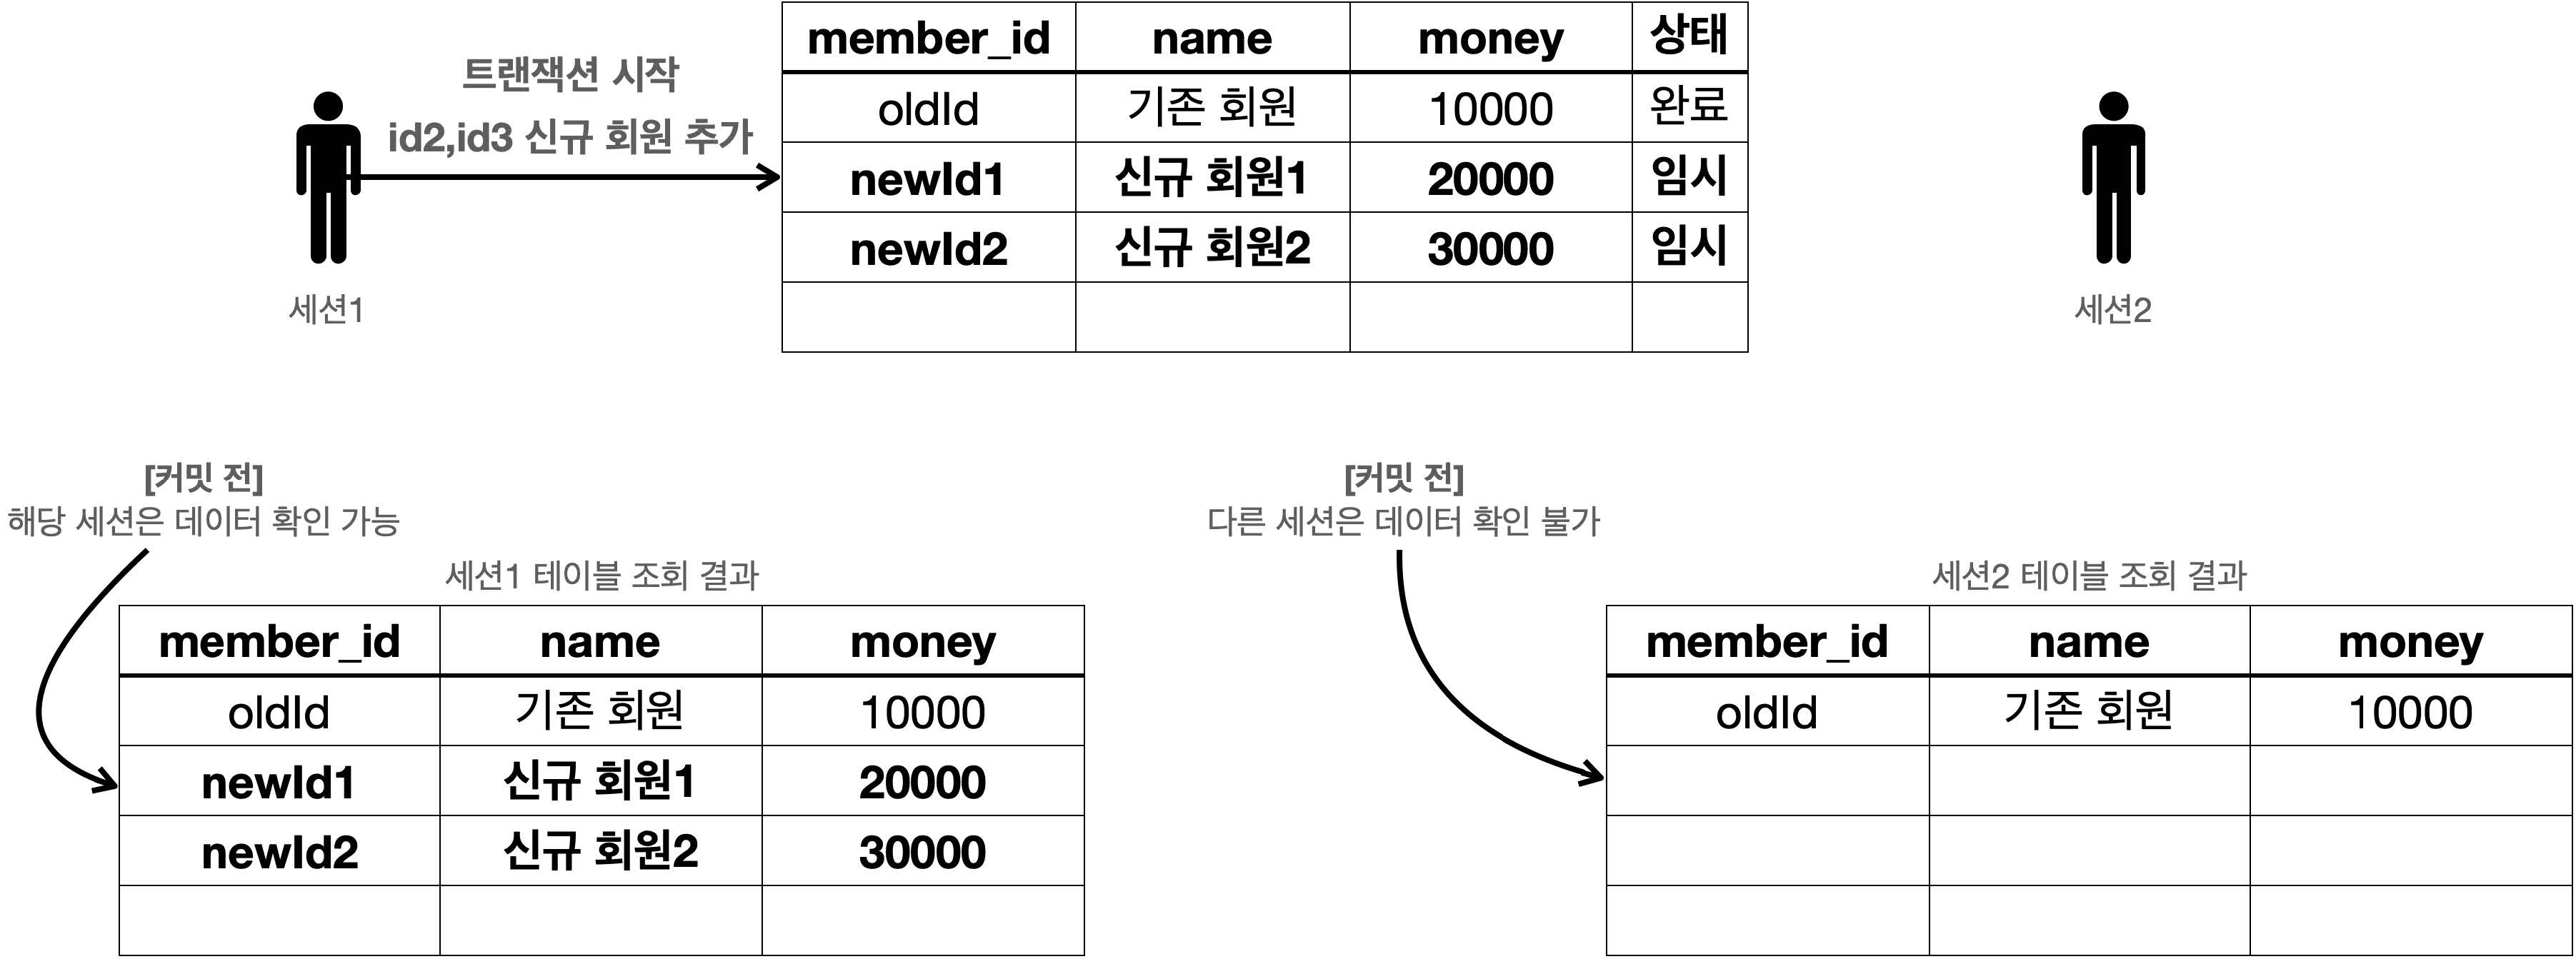 member_id name money 상태
oldId 기존 회원 10000 완료
newId1 신규 회원1 20000 임시
newId2 신규 회원2 30000 임시
트랜잭션 시작
id2,id3 신규 회원 추가
세션1
세션2
[커밋 전]
해당 세션은 데이터 확인 가능
세션1 테이블 조회 결과
member_id name money
oldId 기존 회원 10000
newId1 신규 회원1 20000
newId2 신규 회원2 30000
[커밋 전]
다른 세션은 데이터 확인 불가
세션2 테이블 조회 결과
member_id name money
oldId 기존 회원 10000